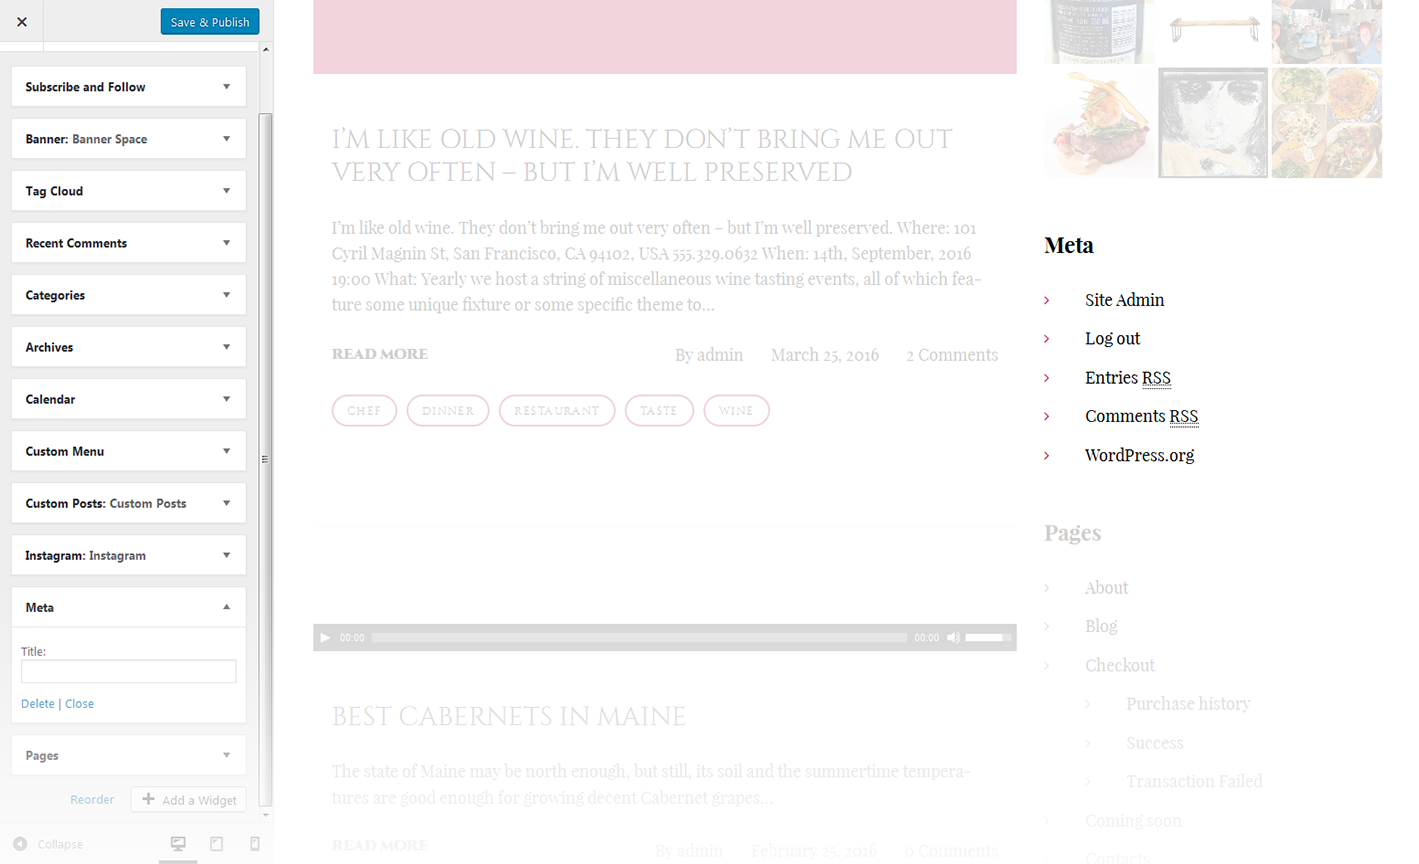 Save & Publish
Subscribe and Follow
Banner: Banner Space
Tag Cloud
Recent Comments
Categories
Archives
Calendar
Custom Menu
Custom Posts: Custom Posts
Instagram: Instagram
Meta
Title:
Delete | Close
Pages
Reorder
Add a Widget
Collapse
I’M LIKE OLD WINE. THEY DON’T BRING ME OUT
VERY OFTEN – BUT I’M WELL PRESERVED
I’m like old wine. They don’t bring me out very often – but I’m well preserved. Where: 101
Cyril Magnin St, San Francisco, CA 94102, USA 555.329.0632 When: 14th, September, 2016
19:00 What: Yearly we host a string of miscellaneous wine tasting events, all of which fea-
ture some unique fixture or some specific theme to...
READ MORE By admin March 25, 2016 2 Comments
CHEF DINNER RESTAURANT TASTE WINE
00:00 00:00
BEST CABERNETS IN MAINE
The state of Maine may be north enough, but still, its soil and the summertime tempera-
tures are good enough for growing decent Cabernet grapes...
READ MORE By admin February 23, 2016 0 Comments
Meta
Site Admin
Log out
Entries RSS
Comments RSS
WordPress.org
Pages
About
Blog
Checkout
Purchase history
Success
Transaction Failed
Coming soon
Contacts